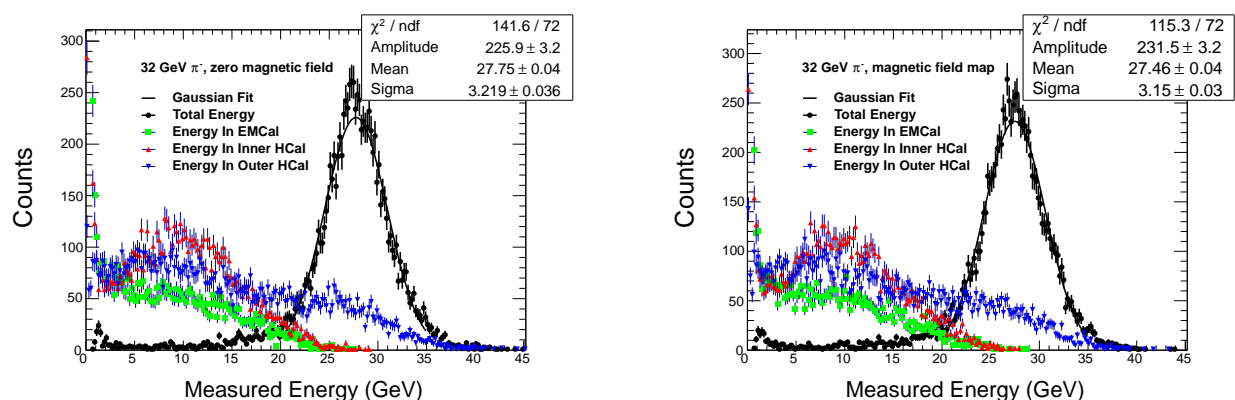 χ² / ndf 141.6 / 72
Amplitude 225.9 ± 3.2
Mean 27.75 ± 0.04
Sigma 3.219 ± 0.036
32 GeV π⁻, zero magnetic field
Gaussian Fit
Total Energy
Energy In EMCal
Energy In Inner HCal
Energy In Outer HCal
Counts
300
250
200
150
100
50
0
0 5 10 15 20 25 30 35 40 45
Measured Energy (GeV)
χ² / ndf 115.3 / 72
Amplitude 231.5 ± 3.2
Mean 27.46 ± 0.04
Sigma 3.15 ± 0.03
32 GeV π⁻, magnetic field map
Gaussian Fit
Total Energy
Energy In EMCal
Energy In Inner HCal
Energy In Outer HCal
Counts
300
250
200
150
100
50
0
0 5 10 15 20 25 30 35 40 45
Measured Energy (GeV)